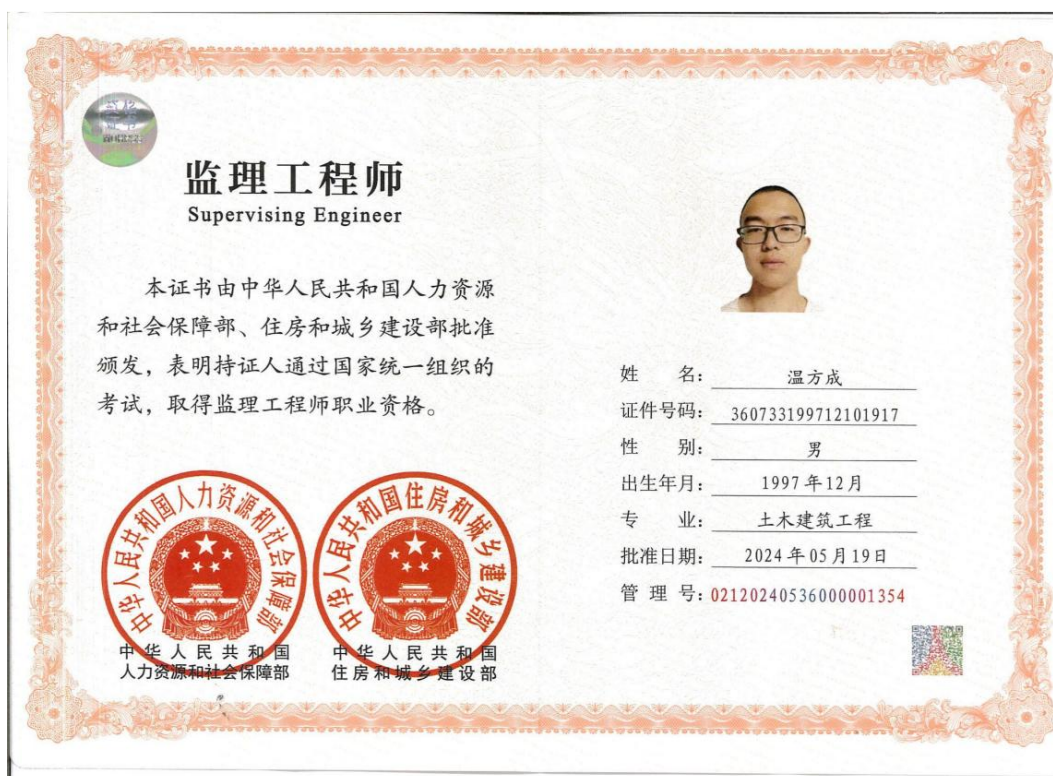 监理工程师
Supervising Engineer
本证书由中华人民共和国人力资源
和社会保障部、住房和城乡建设部批准
颁发，表明持证人通过国家统一组织的
考试，取得监理工程师职业资格。
中华人民共和国人力资源和社会保障部
中华人民共和国
人力资源和社会保障部
中华人民共和国住房和城乡建设部
中华人民共和国
住房和城乡建设部
姓 名：温方成
证件号码：360733199712101917
性 别：男
出生年月：1997年12月
专 业：土木建筑工程
批准日期：2024年05月19日
管 理 号：02120240536000001354